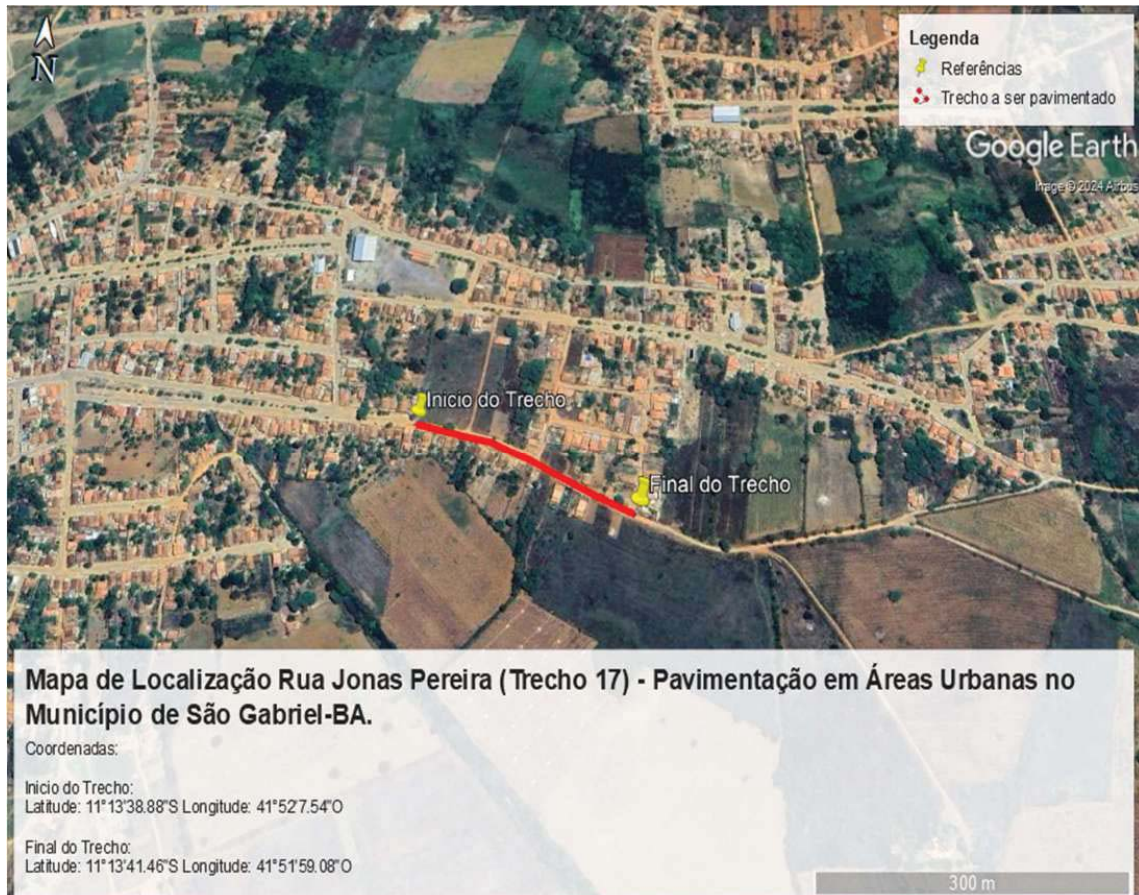 N
Legenda
Referências
Trecho a ser pavimentado
Google Earth
Image © 2024 Airbus
Inicio do Trecho
Final do Trecho
Mapa de Localização Rua Jonas Pereira (Trecho 17) - Pavimentação em Áreas Urbanas no
Município de São Gabriel-BA.
Coordenadas:
Inicio do Trecho:
Latitude: 11°13'38.88"S Longitude: 41°52'7.54"O
Final do Trecho:
Latitude: 11°13'41.46"S Longitude: 41°51'59.08"O
300 m